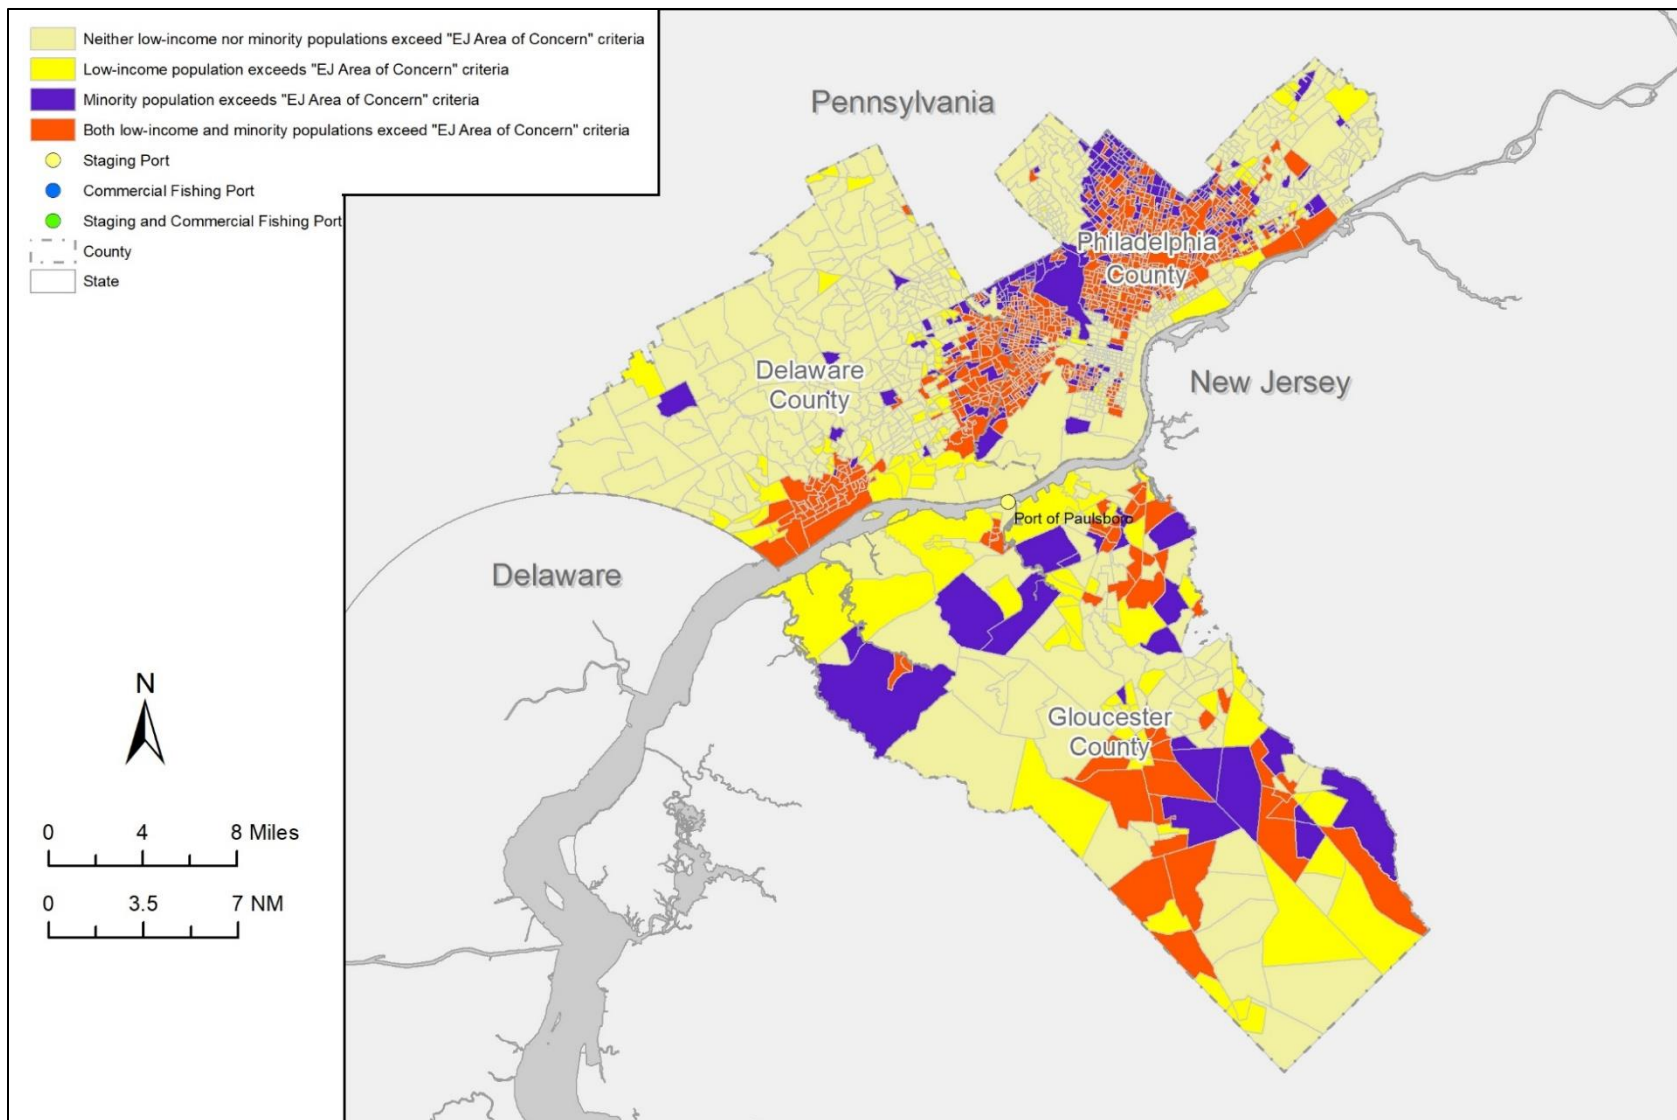 Neither low-income nor minority populations exceed "EJ Area of Concern" criteria
Low-income population exceeds "EJ Area of Concern" criteria
Minority population exceeds "EJ Area of Concern" criteria
Both low-income and minority populations exceed "EJ Area of Concern" criteria
Staging Port
Commercial Fishing Port
Staging and Commercial Fishing Port
County
State
Pennsylvania
Philadelphia
County
Delaware
County
New Jersey
Port of Paulsboro
Delaware
Gloucester
County
N
0 4 8 Miles
0 3.5 7 NM